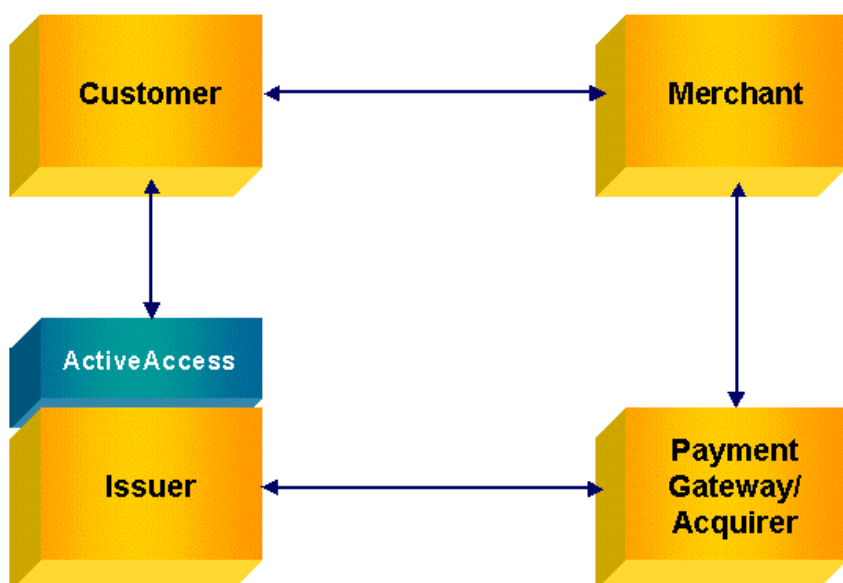 Customer
Merchant
ActiveAccess
Issuer
Payment
Gateway/
Acquirer